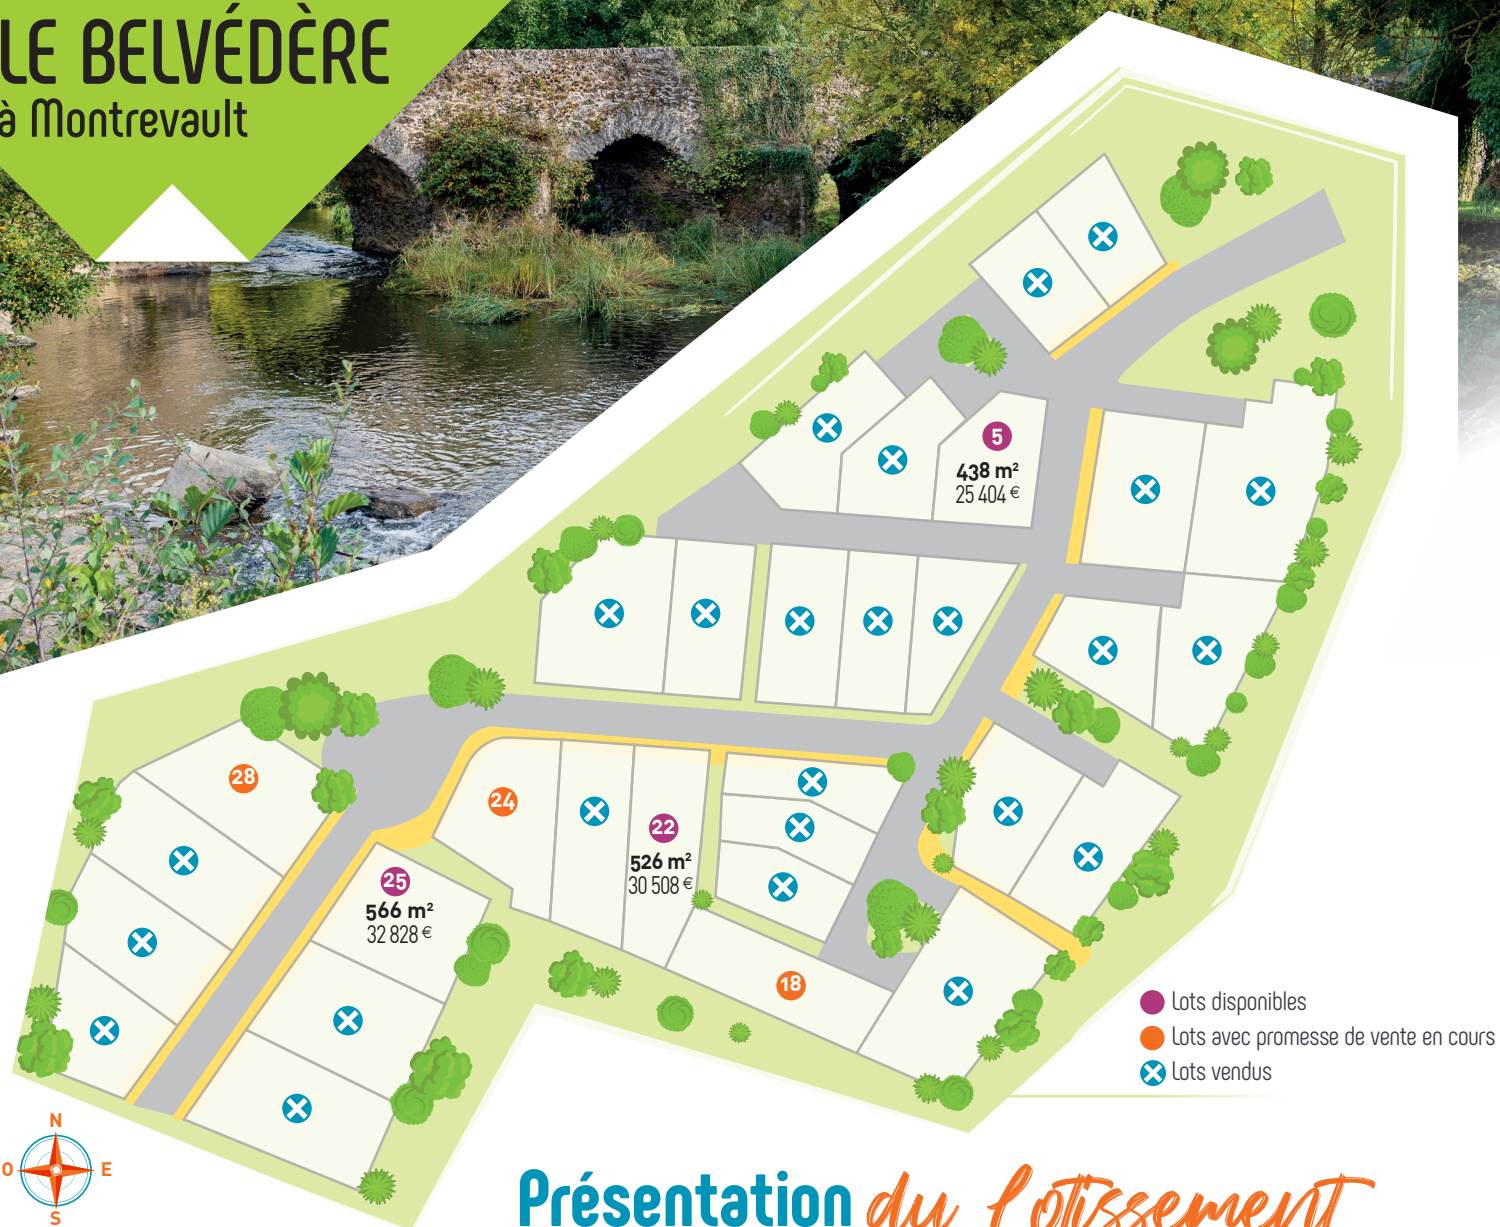 LE BELVÉDÈRE
à Montrevault
5
438 m²
25 404 €
28
24
22
526 m²
30 508 €
25
566 m²
32 828 €
18
Lots disponibles
Lots avec promesse de vente en cours
Lots vendus
N
O E
S
Présentation du Lotissement